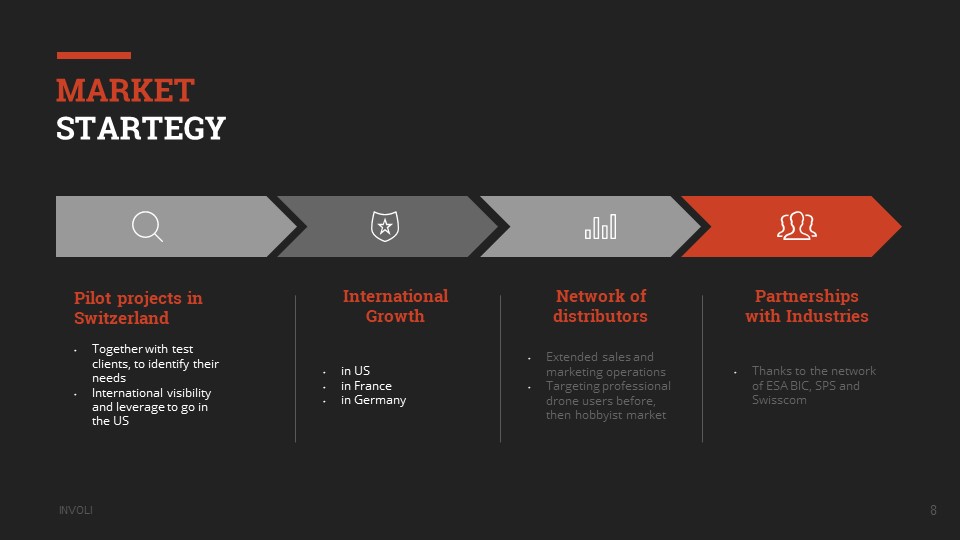 MARKET
STARTEGY
Pilot projects in
Switzerland
• Together with test
clients, to identify their
needs
• International visibility
and leverage to go in
the US
International
Growth
• in US
• in France
• in Germany
Network of
distributors
• Extended sales and
marketing operations
• Targeting professional
drone users before,
then hobbyist market
Partnerships
with Industries
• Thanks to the network
of ESA BIC, SPS and
Swisscom
INVOLI
8